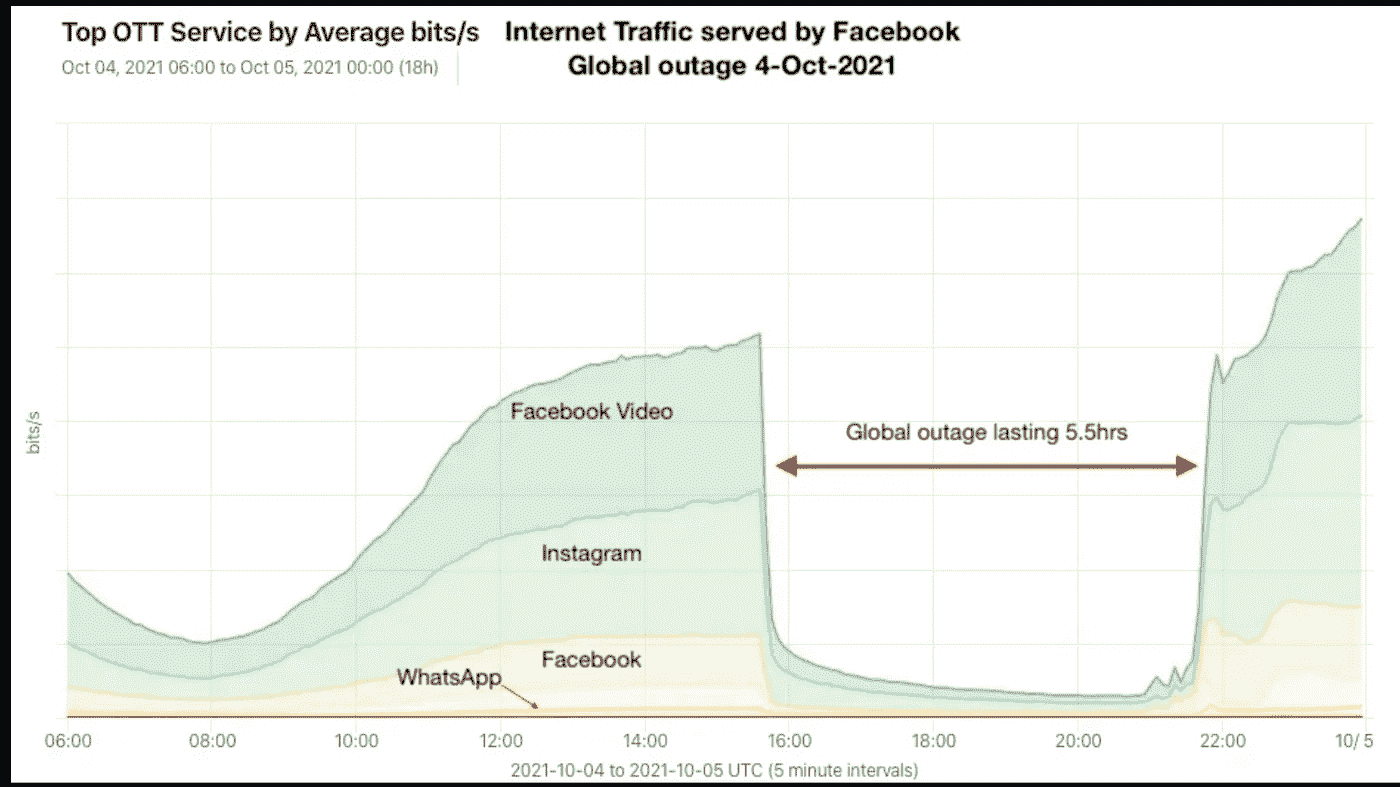 Top OTT Service by Average bits/s
Internet Traffic served by Facebook
Oct 04, 2021 06:00 to Oct 05, 2021 00:00 (18h)
Global outage 4-Oct-2021
Facebook Video
Global outage lasting 5.5hrs
bits/s
Instagram
Facebook
WhatsApp
06:00 08:00 10:00 12:00 14:00 16:00 18:00 20:00 22:00 10/5
2021-10-04 to 2021-10-05 UTC (5 minute intervals)